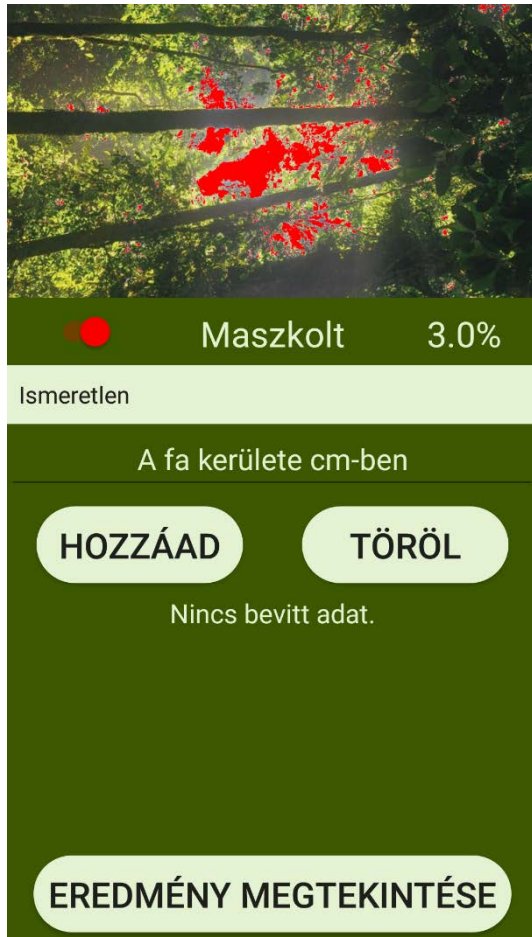 Maszkolt 3.0%
Ismeretlen
A fa kerülete cm-ben
HOZZÁAD TÖRÖL
Nincs bevitt adat.
EREDMÉNY MEGTEKINTÉSE